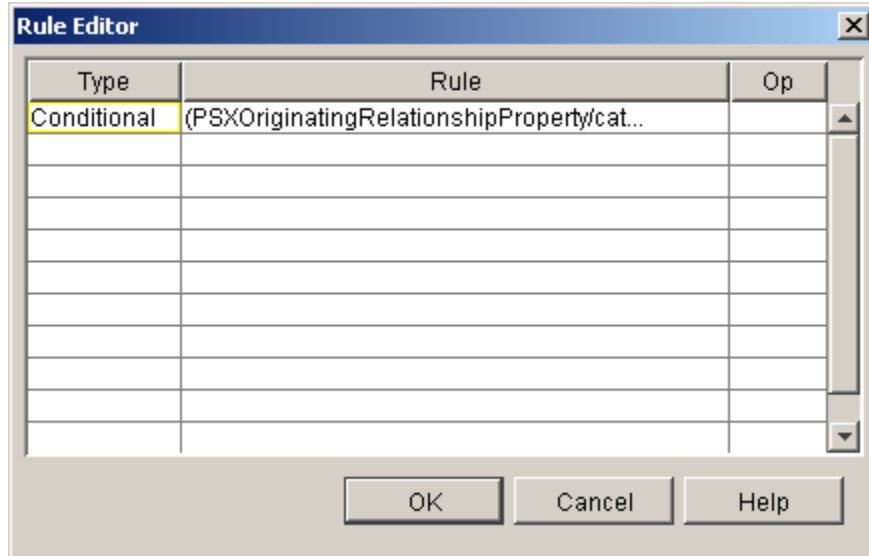 Rule Editor
Type Rule Op
Conditional (PSXOriginatingRelationshipProperty/cat...
OK Cancel Help